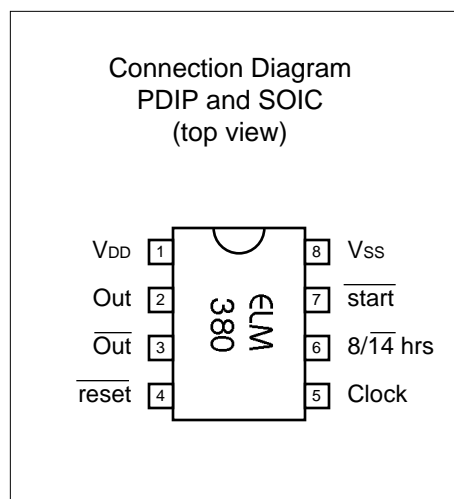 Connection Diagram
PDIP and SOIC
(top view)
VDD 1 8 VSS
Out 2 7 start
Out 3 6 8/14 hrs
reset 4 5 Clock
ELM
380